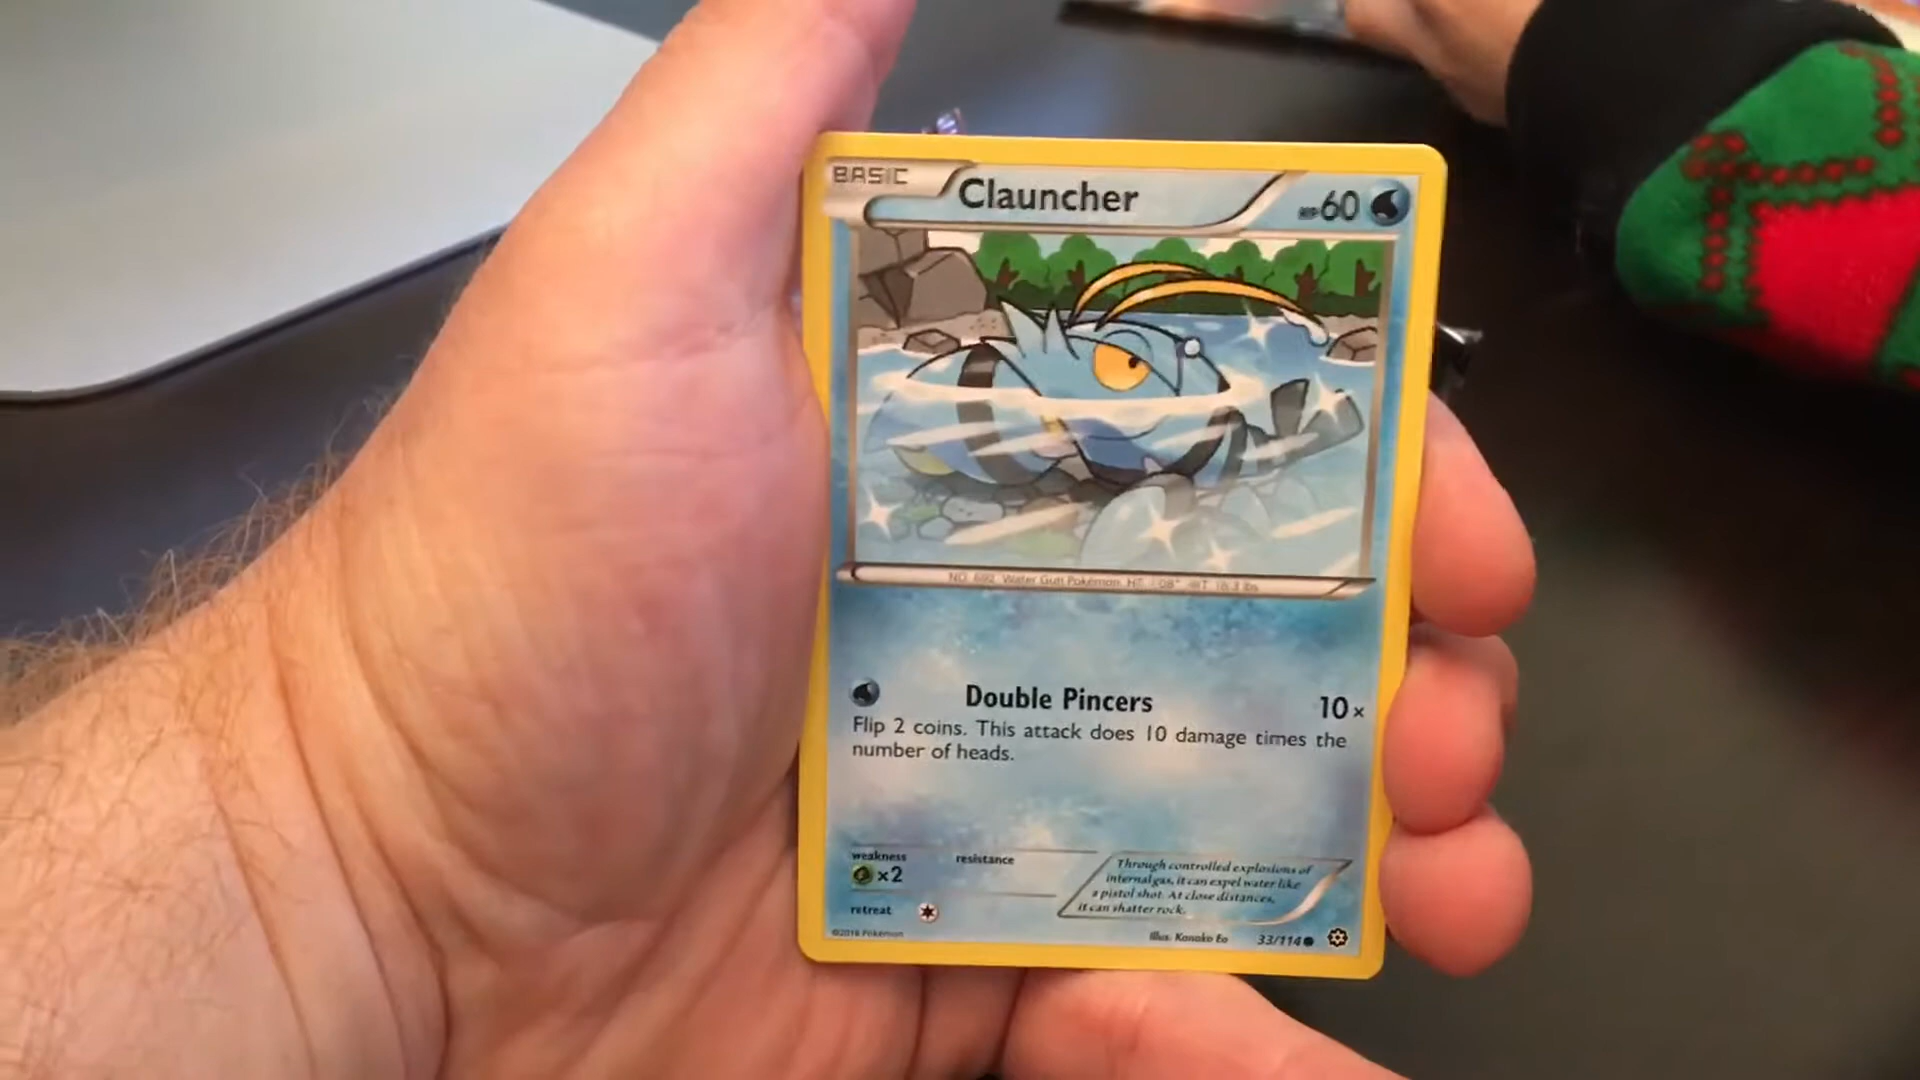 BASIC
Clauncher
HP60
NO. 692 Water Gun Pokémon HT: 1'08" WT: 18.3 lbs
Double Pincers 10×
Flip 2 coins. This attack does 10 damage times the
number of heads.
weakness
×2
resistance
retreat
Through controlled explosions of
internal gas, it can expel water like
a pistol shot. At close distances,
it can shatter rock.
©2016 Pokémon
Illus. Kanako Eo
33/114